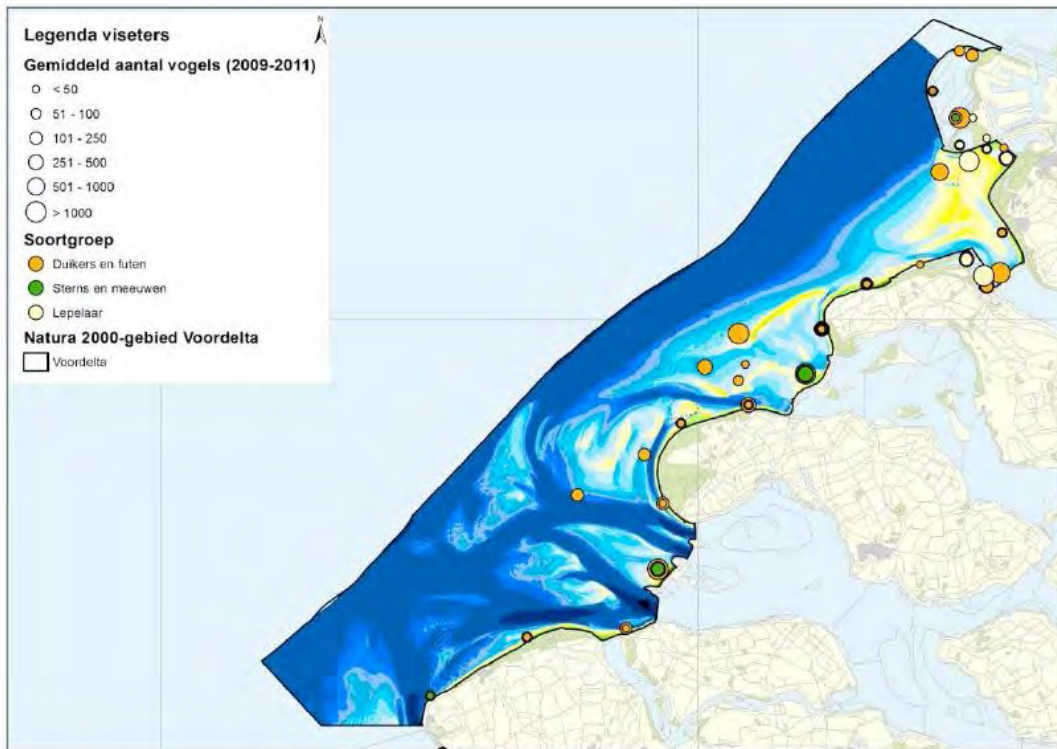 N
Legenda viseters
Gemiddeld aantal vogels (2009-2011)
< 50
51 - 100
101 - 250
251 - 500
501 - 1000
> 1000
Soortgroep
Duikers en futen
Sterns en meeuwen
Lepelaar
Natura 2000-gebied Voordelta
Voordelta